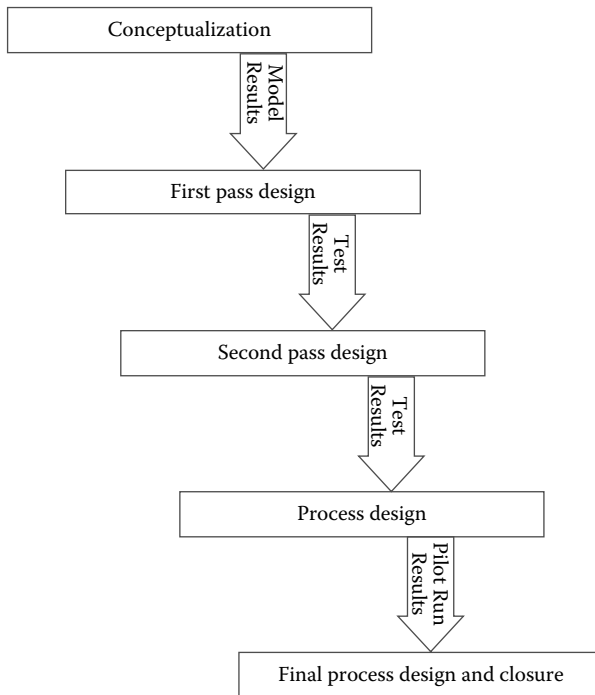 Conceptualization
Model
Results
First pass design
Test
Results
Second pass design
Test
Results
Process design
Pilot Run
Results
Final process design and closure